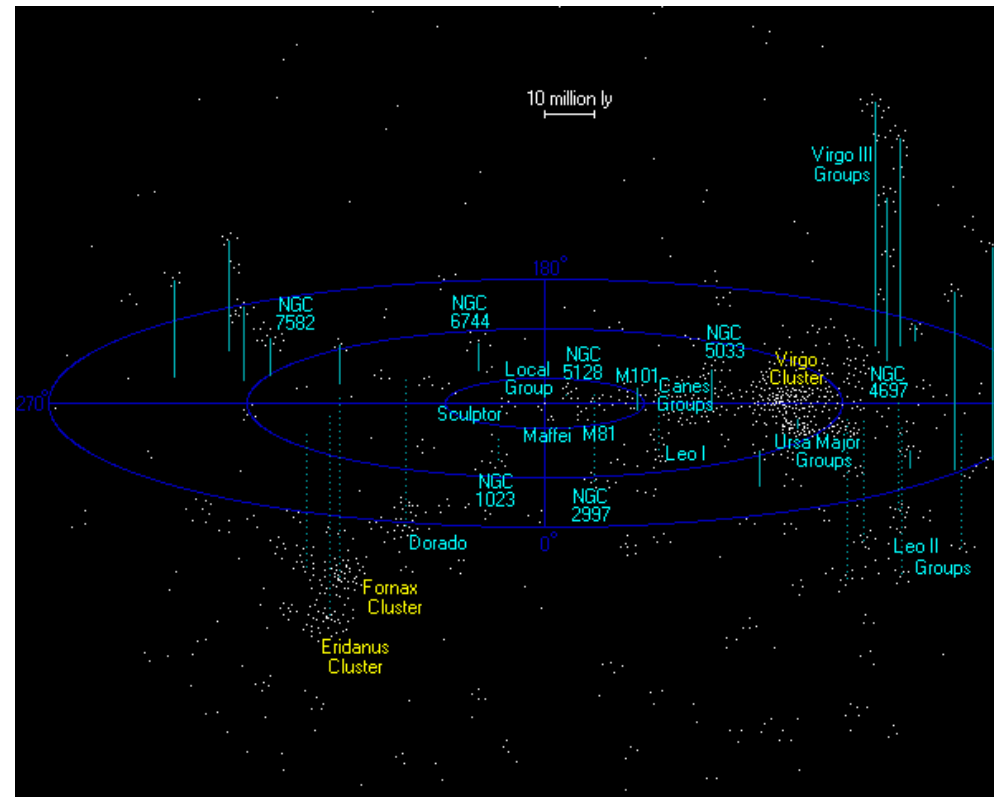 10 million ly
Virgo III
Groups
180°
NGC
7582
NGC
6744
NGC
5033
NGC
5128
Virgo
Cluster
Local
Group
M101
Canes
Groups
NGC
4697
270°
Sculptor
Maffei
M81
Ursa Major
Groups
Leo I
NGC
1023
NGC
2997
Dorado
0°
Leo II
Groups
Fornax
Cluster
Eridanus
Cluster